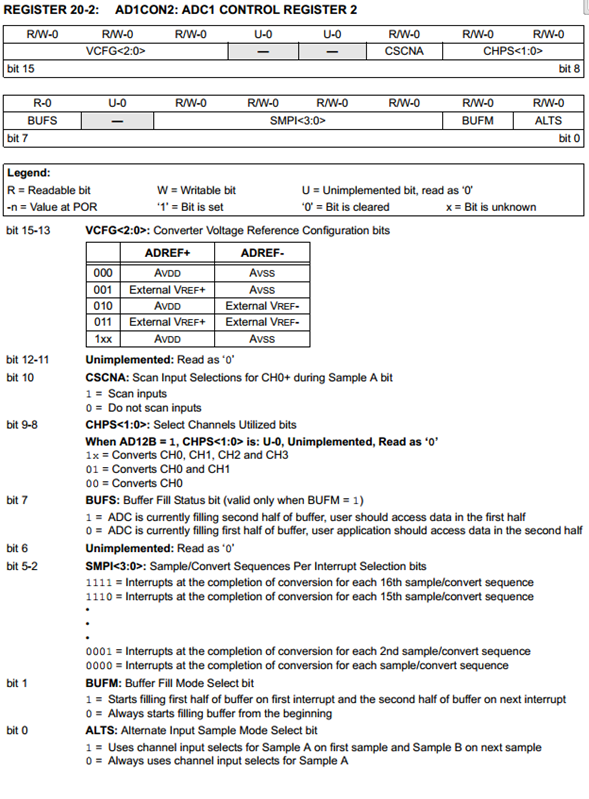 REGISTER 20-2: AD1CON2: ADC1 CONTROL REGISTER 2
R/W-0 R/W-0 R/W-0 U-0 U-0 R/W-0 R/W-0 R/W-0
VCFG<2:0> — — CSCNA CHPS<1:0>
bit 15 bit 8
R-0 U-0 R/W-0 R/W-0 R/W-0 R/W-0 R/W-0 R/W-0
BUFS — SMPI<3:0> BUFM ALTS
bit 7 bit 0
Legend:
R = Readable bit W = Writable bit U = Unimplemented bit, read as ‘0’
-n = Value at POR ‘1’ = Bit is set ‘0’ = Bit is cleared x = Bit is unknown
bit 15-13 VCFG<2:0>: Converter Voltage Reference Configuration bits
ADREF+ ADREF-
000 AVDD AVSS
001 External VREF+ AVSS
010 AVDD External VREF-
011 External VREF+ External VREF-
1xx AVDD AVSS
bit 12-11 Unimplemented: Read as ‘0’
bit 10 CSCNA: Scan Input Selections for CH0+ during Sample A bit
1 = Scan inputs
0 = Do not scan inputs
bit 9-8 CHPS<1:0>: Select Channels Utilized bits
When AD12B = 1, CHPS<1:0> is: U-0, Unimplemented, Read as ‘0’
1x = Converts CH0, CH1, CH2 and CH3
01 = Converts CH0 and CH1
00 = Converts CH0
bit 7 BUFS: Buffer Fill Status bit (valid only when BUFM = 1)
1 = ADC is currently filling second half of buffer, user should access data in the first half
0 = ADC is currently filling first half of buffer, user application should access data in the second half
bit 6 Unimplemented: Read as ‘0’
bit 5-2 SMPI<3:0>: Sample/Convert Sequences Per Interrupt Selection bits
1111 = Interrupts at the completion of conversion for each 16th sample/convert sequence
1110 = Interrupts at the completion of conversion for each 15th sample/convert sequence
•
•
•
0001 = Interrupts at the completion of conversion for each 2nd sample/convert sequence
0000 = Interrupts at the completion of conversion for each sample/convert sequence
bit 1 BUFM: Buffer Fill Mode Select bit
1 = Starts filling first half of buffer on first interrupt and the second half of buffer on next interrupt
0 = Always starts filling buffer from the beginning
bit 0 ALTS: Alternate Input Sample Mode Select bit
1 = Uses channel input selects for Sample A on first sample and Sample B on next sample
0 = Always uses channel input selects for Sample A